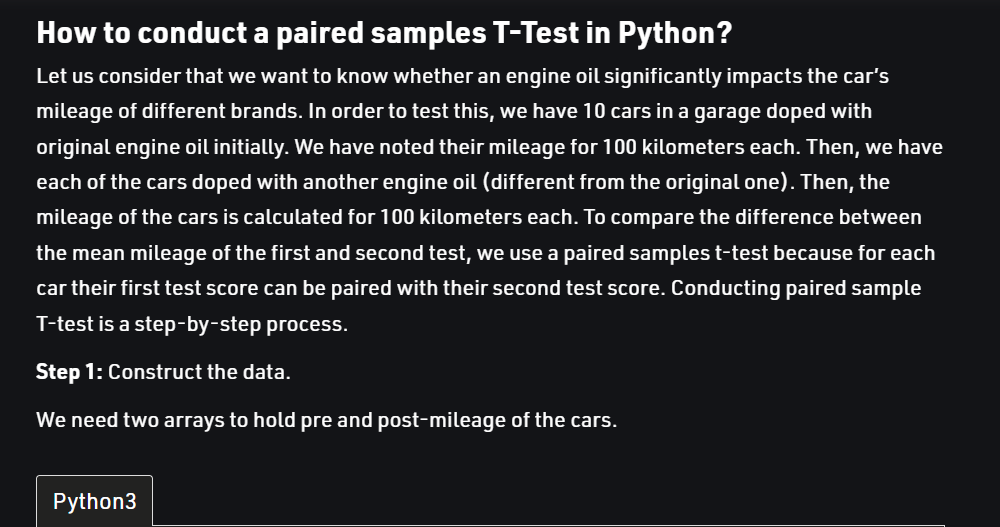 How to conduct a paired samples T-Test in Python?
Let us consider that we want to know whether an engine oil significantly impacts the car's
mileage of different brands. In order to test this, we have 10 cars in a garage doped with
original engine oil initially. We have noted their mileage for 100 kilometers each. Then, we have
each of the cars doped with another engine oil (different from the original one). Then, the
mileage of the cars is calculated for 100 kilometers each. To compare the difference between
the mean mileage of the first and second test, we use a paired samples t-test because for each
car their first test score can be paired with their second test score. Conducting paired sample
T-test is a step-by-step process.
Step 1: Construct the data.
We need two arrays to hold pre and post-mileage of the cars.
Python3